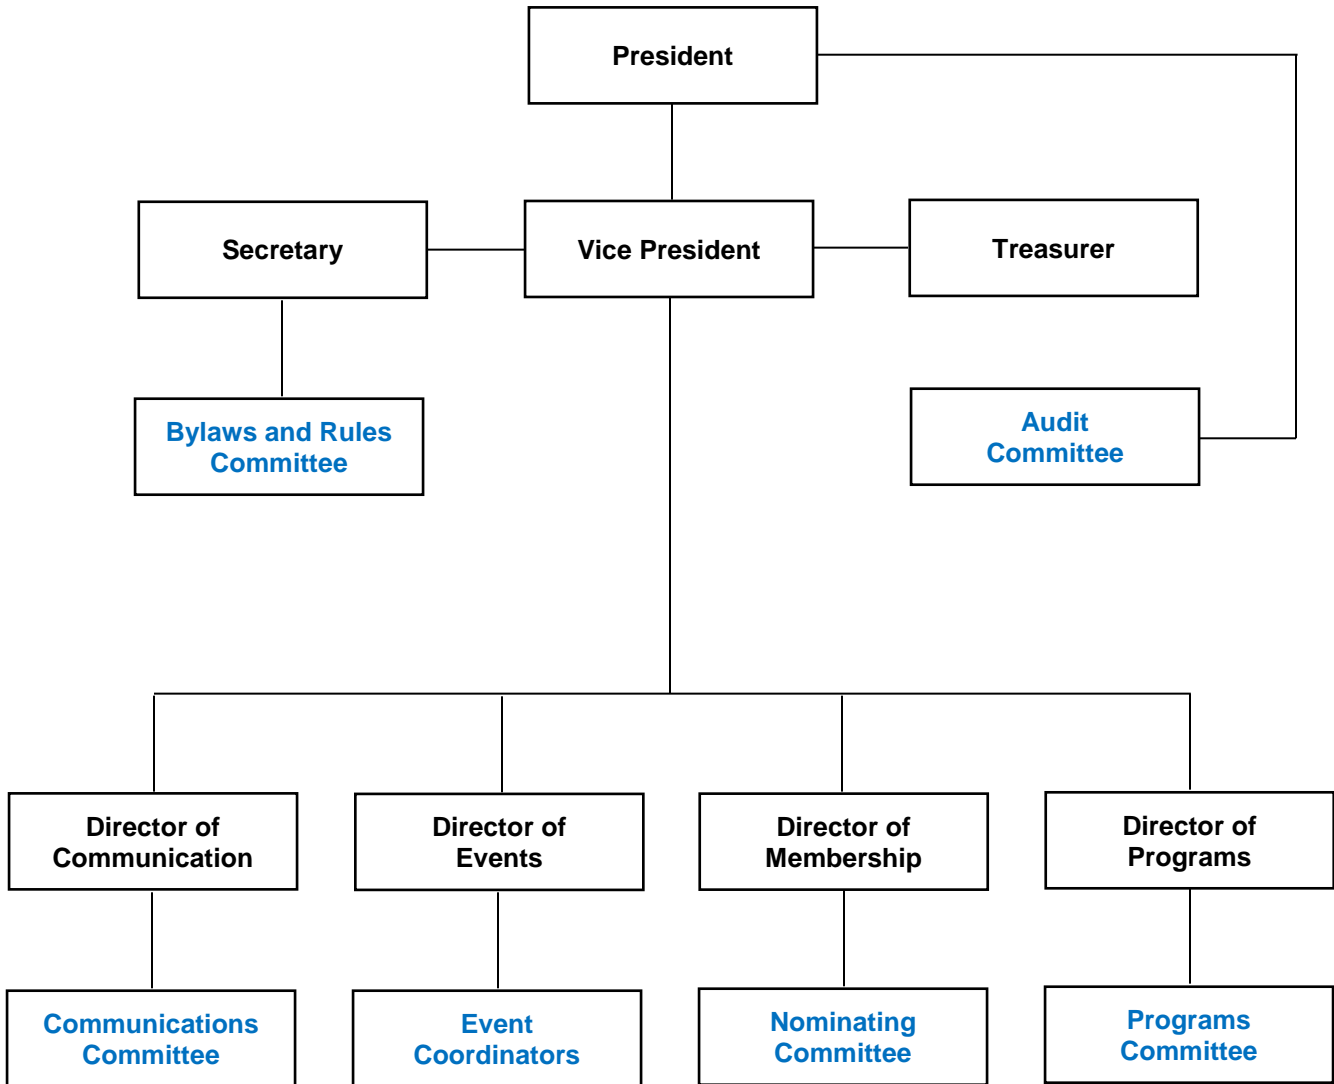 President
Secretary
Vice President
Treasurer
Bylaws and Rules
Committee
Audit
Committee
Director of
Communication
Director of
Events
Director of
Membership
Director of
Programs
Communications
Committee
Event
Coordinators
Nominating
Committee
Programs
Committee